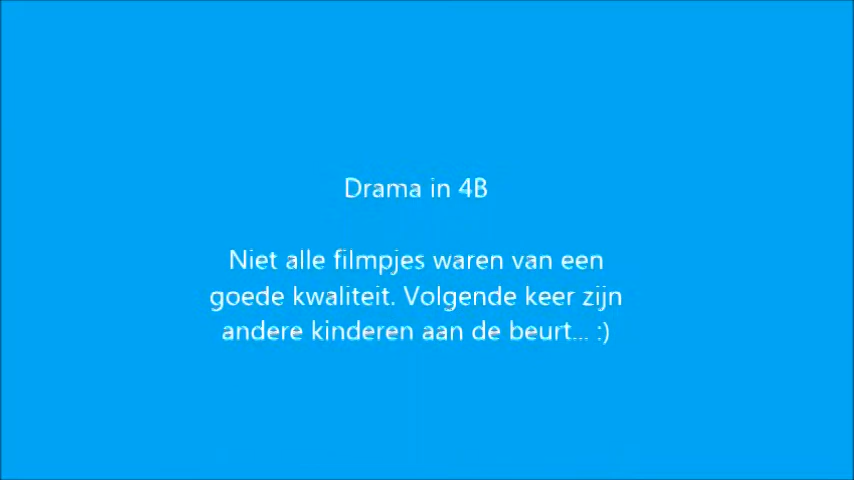 Drama in 4B
Niet alle filmpjes waren van een
goede kwaliteit. Volgende keer zijn
andere kinderen aan de beurt... :)